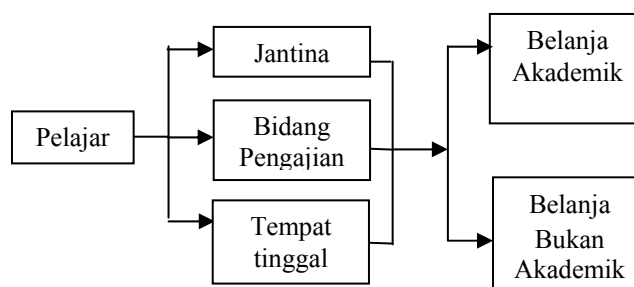 Pelajar
Jantina
Bidang
Pengajian
Tempat
tinggal
Belanja
Akademik
Belanja
Bukan
Akademik